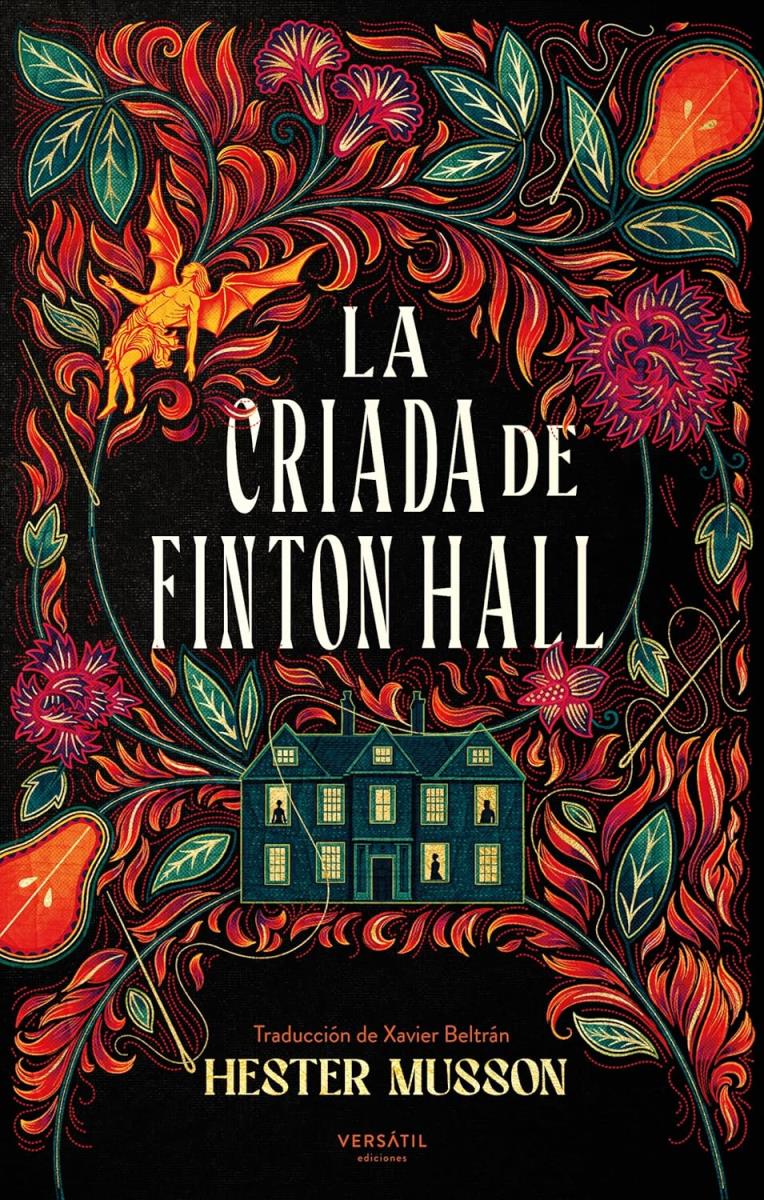 LA
CRIADA DE
FINTON HALL
Traducción de Xavier Beltrán
HESTER MUSSON
VERSÁTIL
ediciones